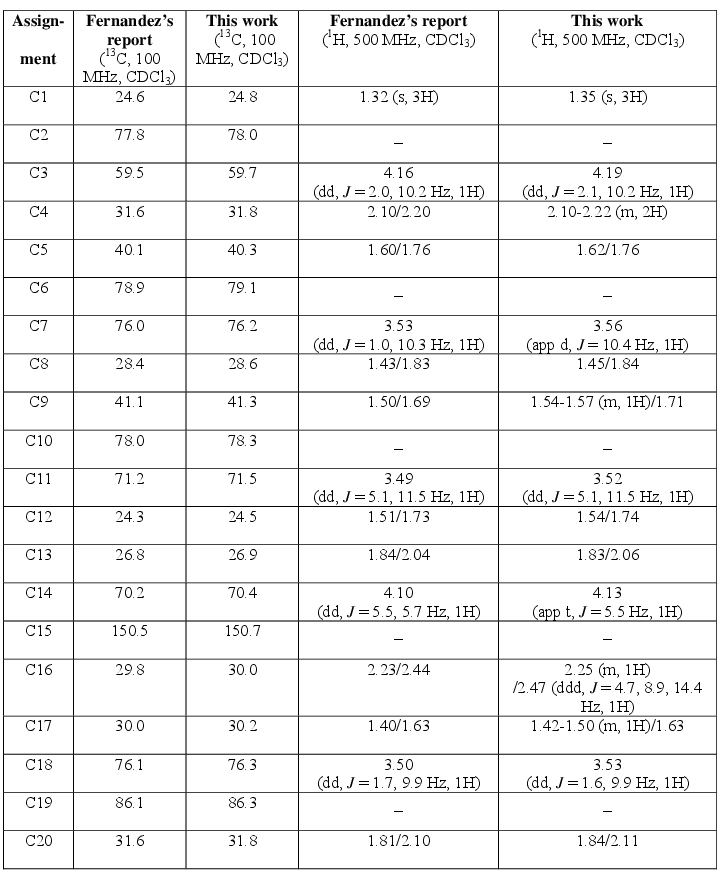 Assign-
ment
Fernandez's
report
(¹³C, 100
MHz, CDCl₃)
This work
(¹³C, 100
MHz, CDCl₃)
Fernandez's report
(¹H, 500 MHz, CDCl₃)
This work
(¹H, 500 MHz, CDCl₃)
C1 24.6 24.8 1.32 (s, 3H) 1.35 (s, 3H)
C2 77.8 78.0 – –
C3 59.5 59.7 4.16 4.19
(dd, J = 2.0, 10.2 Hz, 1H) (dd, J = 2.1, 10.2 Hz, 1H)
C4 31.6 31.8 2.10/2.20 2.10-2.22 (m, 2H)
C5 40.1 40.3 1.60/1.76 1.62/1.76
C6 78.9 79.1 – –
C7 76.0 76.2 3.53 3.56
(dd, J = 1.0, 10.3 Hz, 1H) (app d, J = 10.4 Hz, 1H)
C8 28.4 28.6 1.43/1.83 1.45/1.84
C9 41.1 41.3 1.50/1.69 1.54-1.57 (m, 1H)/1.71
C10 78.0 78.3 – –
C11 71.2 71.5 3.49 3.52
(dd, J = 5.1, 11.5 Hz, 1H) (dd, J = 5.1, 11.5 Hz, 1H)
C12 24.3 24.5 1.51/1.73 1.54/1.74
C13 26.8 26.9 1.84/2.04 1.83/2.06
C14 70.2 70.4 4.10 4.13
(dd, J = 5.5, 5.7 Hz, 1H) (app t, J = 5.5 Hz, 1H)
C15 150.5 150.7 – –
C16 29.8 30.0 2.23/2.44 2.25 (m, 1H)
/2.47 (ddd, J = 4.7, 8.9, 14.4
Hz, 1H)
C17 30.0 30.2 1.40/1.63 1.42-1.50 (m, 1H)/1.63
C18 76.1 76.3 3.50 3.53
(dd, J = 1.7, 9.9 Hz, 1H) (dd, J = 1.6, 9.9 Hz, 1H)
C19 86.1 86.3 – –
C20 31.6 31.8 1.81/2.10 1.84/2.11